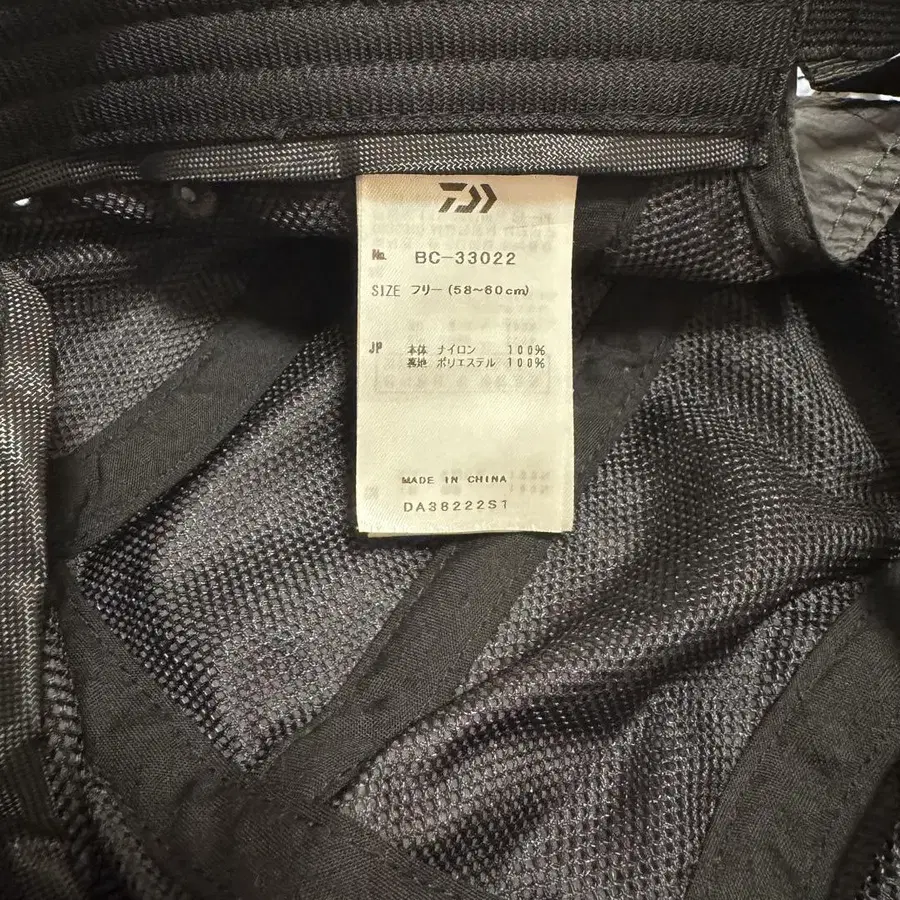 No. BC-33022
SIZE フリー(58~60cm)
JP 本体 ナイロン 100%
裏地 ポリエステル 100%
MADE IN CHINA
DA38222ST